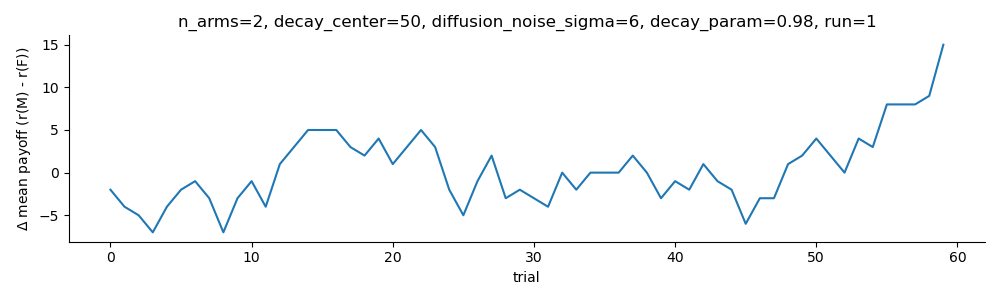 n_arms=2, decay_center=50, diffusion_noise_sigma=6, decay_param=0.98, run=1
Δ mean payoff (r(M) - r(F))
15
10
5
0
−5
0 10 20 30 40 50 60
trial